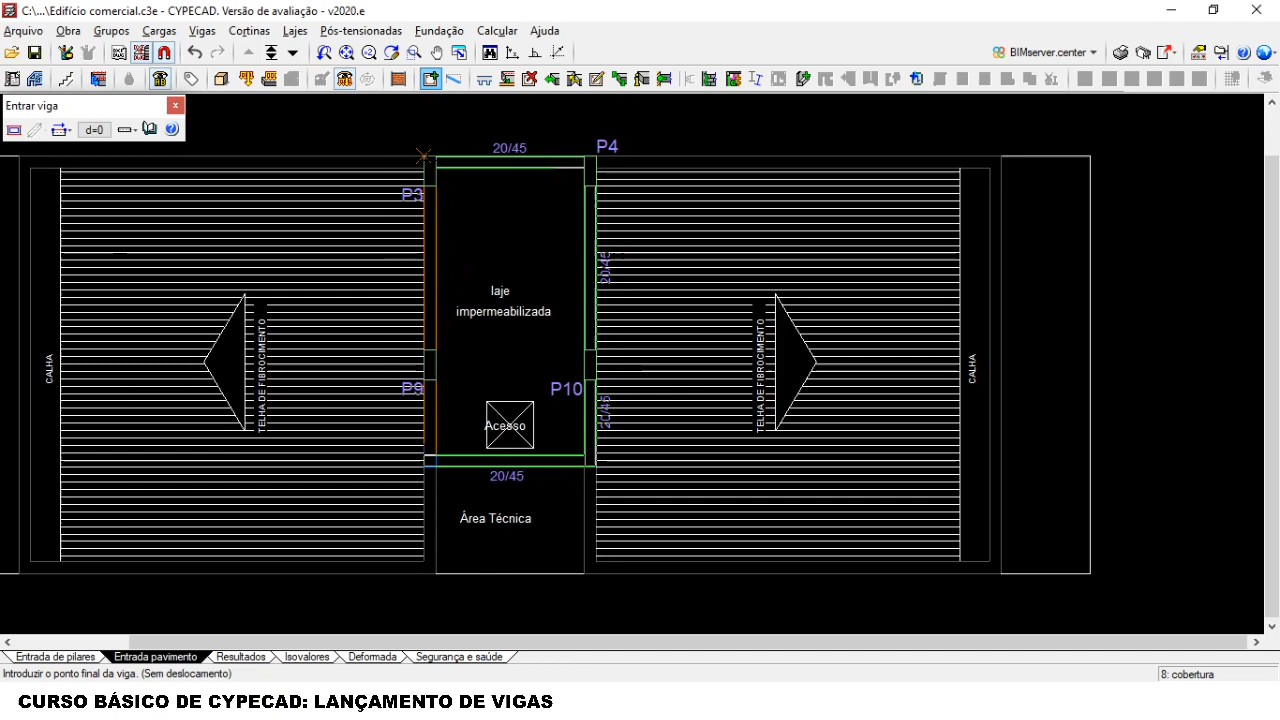 C:\...\Edifício comercial.c3e - CYPECAD. Versão de avaliação - v2020.e
Arquivo Obra Grupos Cargas Vigas Cortinas Lajes Pós-tensionadas Fundação Calcular Ajuda
BIMserver.center
Entrar viga
d=0
20/45
P4
P3
20/45
laje
impermeabilizada
CALHA
TELHA DE FIBROCIMENTO
TELHA DE FIBROCIMENTO
CALHA
P9
P10
20/45
Acesso
20/45
Área Técnica
Entrada de pilares Entrada pavimento Resultados Isovalores Deformada Segurança e saúde
Introduzir o ponto final da viga. (Sem deslocamento)
8: cobertura
CURSO BÁSICO DE CYPECAD: LANÇAMENTO DE VIGAS